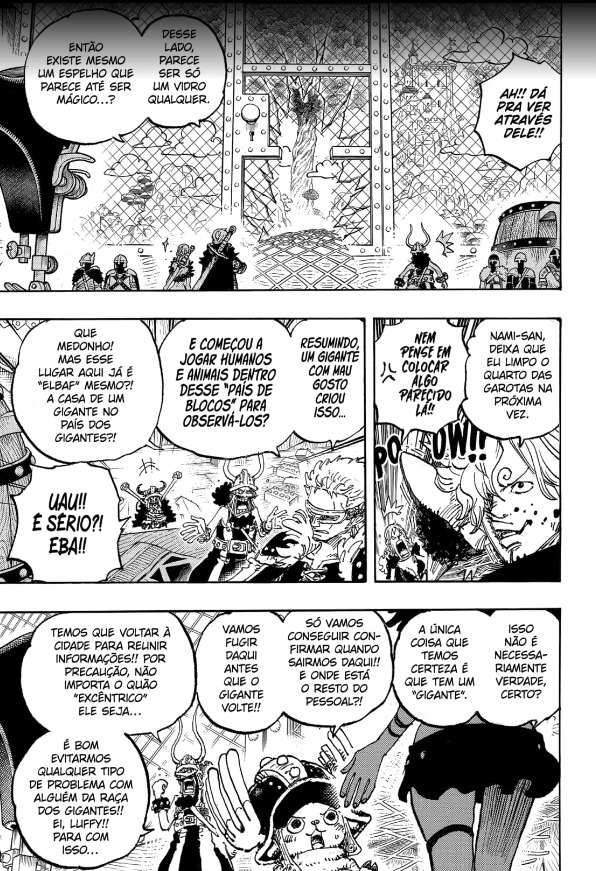 AH!! DÁ
PRA VER
ATRAVÉS
DELE!!
DESSE
LADO,
PARECE
SER SÓ
UM VIDRO
QUALQUER.
ENTÃO
EXISTE MESMO
UM ESPELHO QUE
PARECE ATÉ SER
MÁGICO...?
NAMI-SAN,
DEIXA QUE
EU LIMPO O
QUARTO DAS
GAROTAS NA
PRÓXIMA
VEZ.
NEM
PENSE EM
COLOCAR
ALGO
PARECIDO
LÁ!!
POW!!
RESUMINDO,
UM GIGANTE
COM MAU
GOSTO
CRIOU
ISSO...
E COMEÇOU A
JOGAR HUMANOS
E ANIMAIS DENTRO
DESSE "PAÍS DE
BLOCOS" PARA
OBSERVÁ-LOS?
QUE
MEDONHO!
MAS ESSE
LUGAR AQUI JÁ É
"ELBAF" MESMO?!
A CASA DE UM
GIGANTE NO
PAÍS DOS
GIGANTES?!
UAU!!
É SÉRIO?!
EBA!!
ISSO
NÃO É
NECESSA-
RIAMENTE
VERDADE,
CERTO?
A ÚNICA
COISA QUE
TEMOS
CERTEZA É
QUE TEM UM
"GIGANTE".
SÓ VAMOS
CONSEGUIR CON-
FIRMAR QUANDO
SAIRMOS DAQUI!!
E ONDE ESTÁ
O RESTO DO
PESSOAL?!
VAMOS
FUGIR
DAQUI
ANTES
QUE O
GIGANTE
VOLTE!!
TEMOS QUE VOLTAR À
CIDADE PARA REUNIR
INFORMAÇÕES!! POR
PRECAUÇÃO, NÃO
IMPORTA O QUÃO
"EXCÊNTRICO"
ELE SEJA...
É BOM
EVITARMOS
QUALQUER TIPO
DE PROBLEMA COM
ALGUÉM DA RAÇA
DOS GIGANTES!!
EI, LUFFY!!
PARA COM
ISSO...